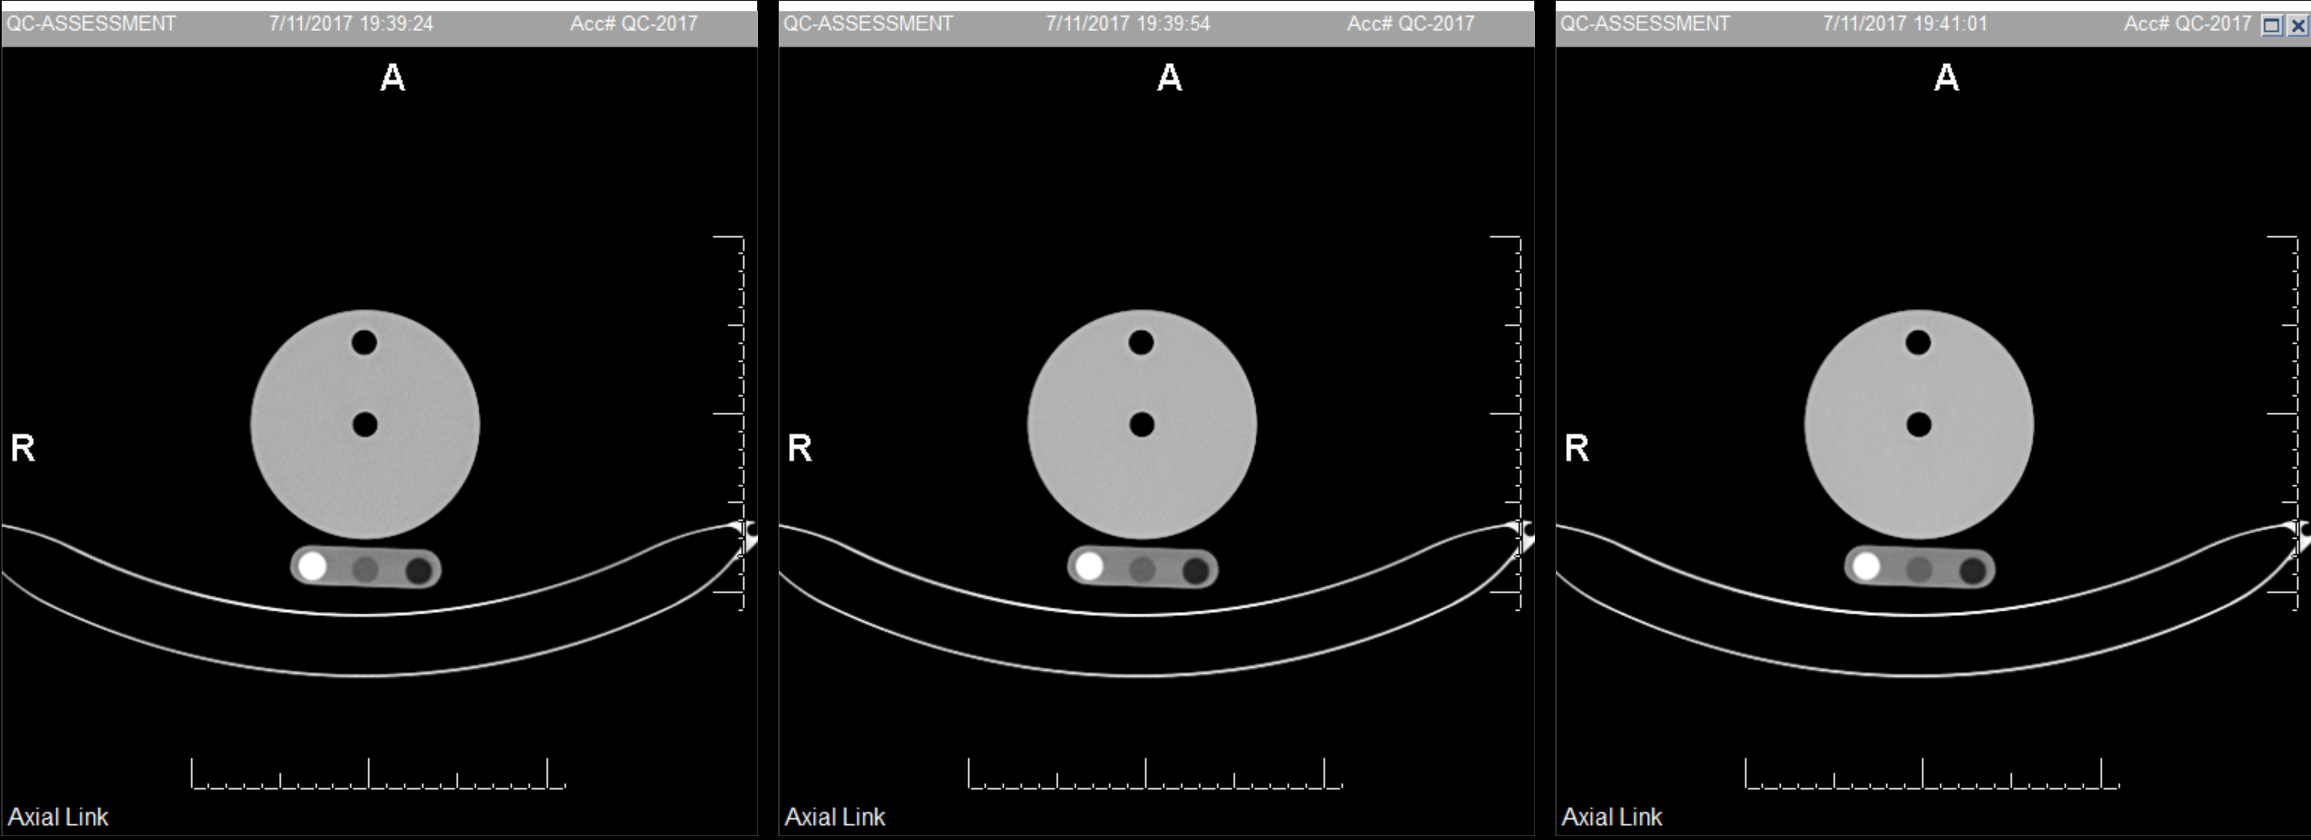 QC-ASSESSMENT 7/11/2017 19:39:24 Acc# QC-2017
A
R
Axial Link
QC-ASSESSMENT 7/11/2017 19:39:54 Acc# QC-2017
A
R
Axial Link
QC-ASSESSMENT 7/11/2017 19:41:01 Acc# QC-2017
A
R
Axial Link